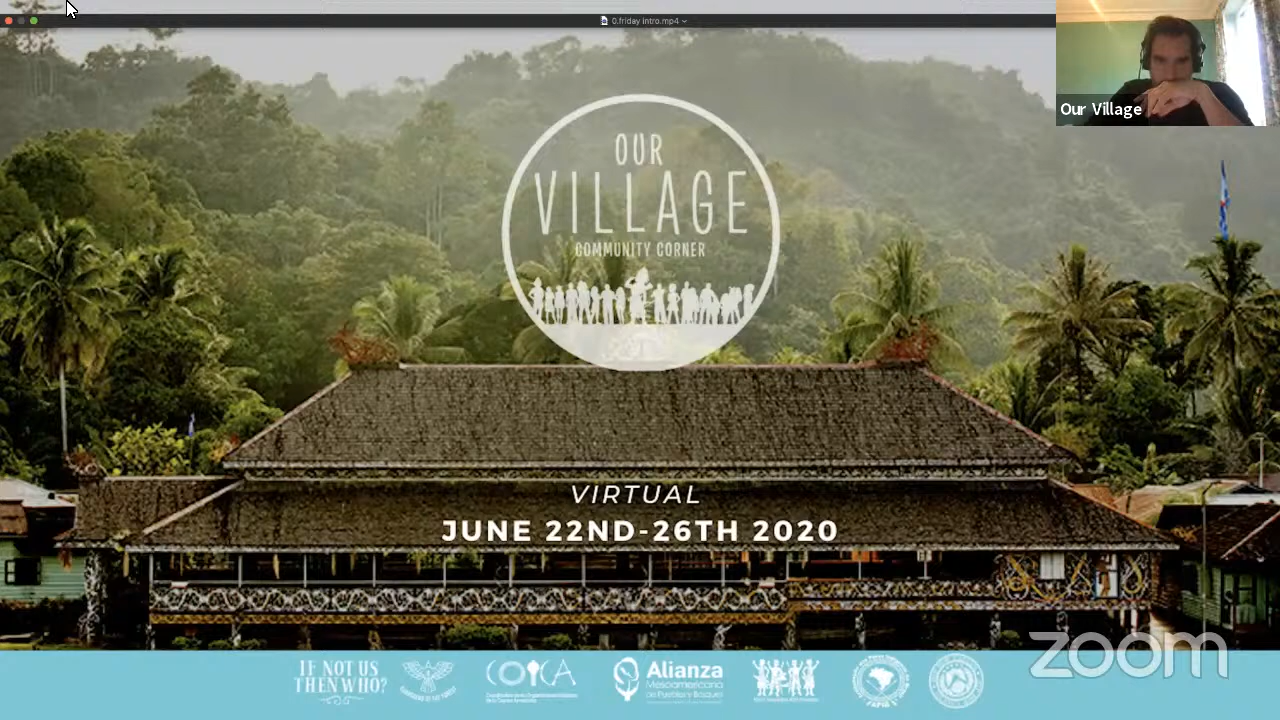 0.friday intro.mp4
Our Village
OUR
VILLAGE
COMMUNITY CORNER
VIRTUAL
JUNE 22ND-26TH 2020
zoom
IF NOT US
THEN WHO?
COICA
Alianza
Mesoamericana
de Pueblos y Bosques